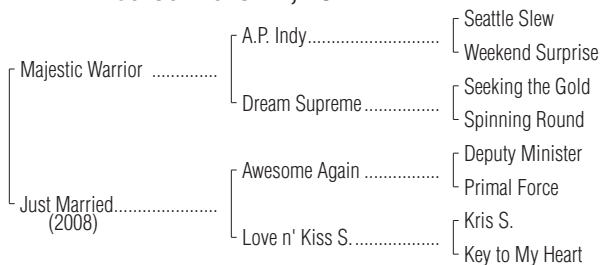 Seattle Slew
A.P. Indy
Weekend Surprise
Majestic Warrior
Seeking the Gold
Dream Supreme
Spinning Round
Deputy Minister
Awesome Again
Primal Force
Just Married
(2008)
Kris S.
Love n' Kiss S.
Key to My Heart